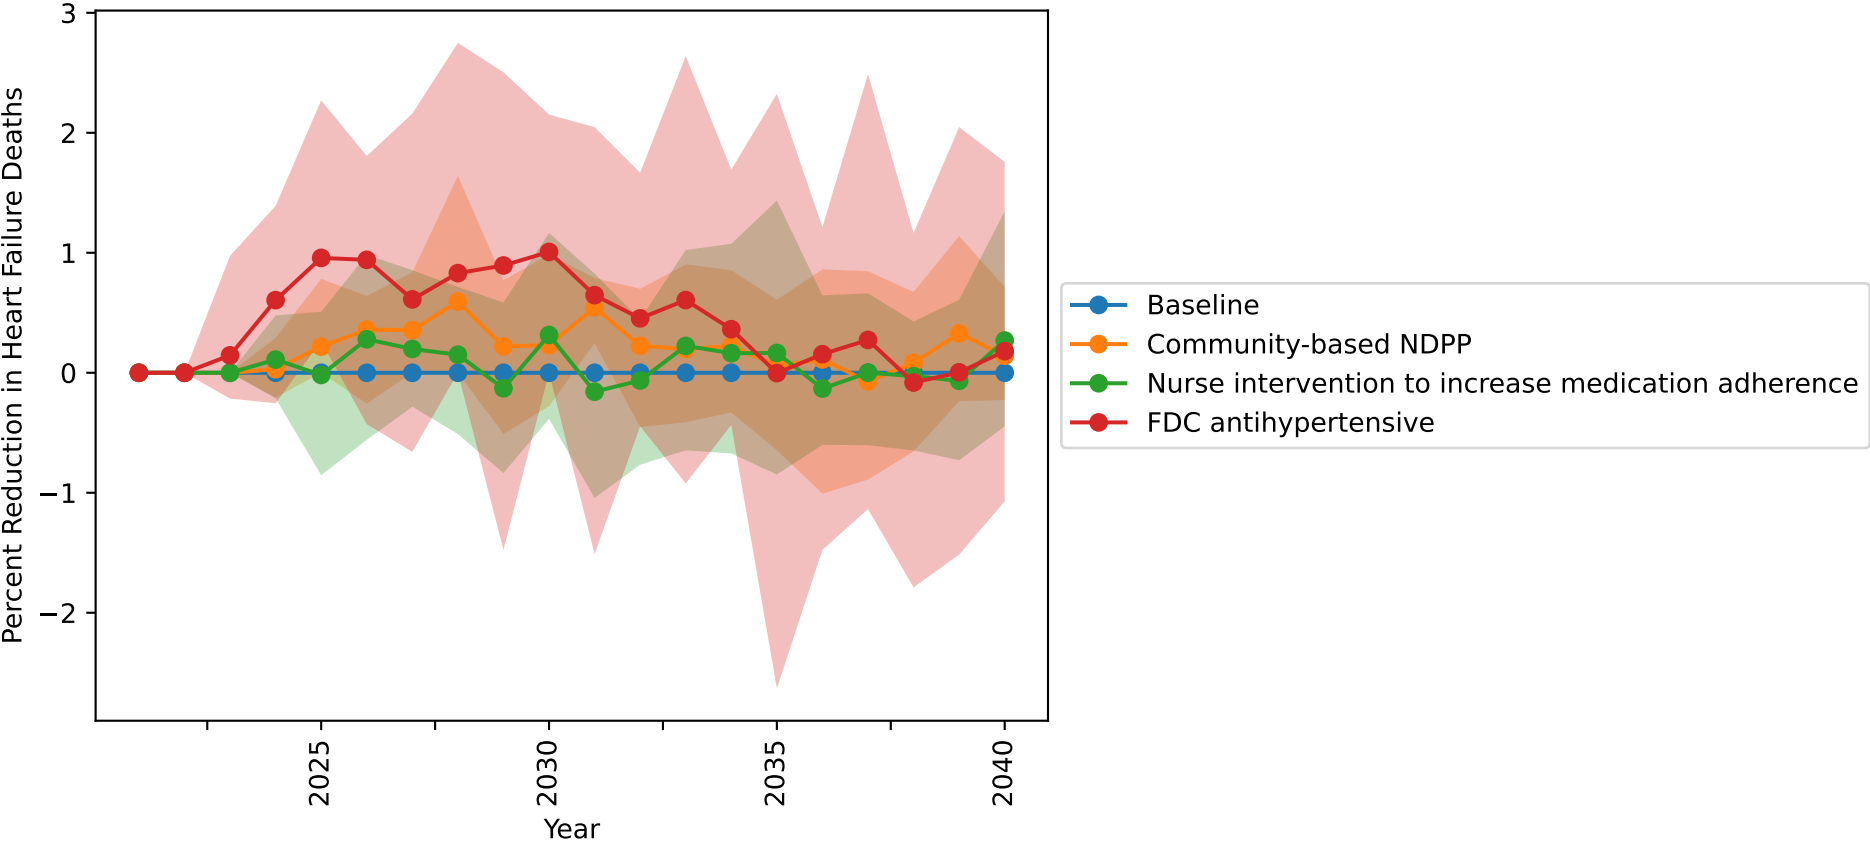 Percent Reduction in Heart Failure Deaths
3
2
1
0
−1
−2
2025
2030
2035
2040
Year
Baseline
Community-based NDPP
Nurse intervention to increase medication adherence
FDC antihypertensive